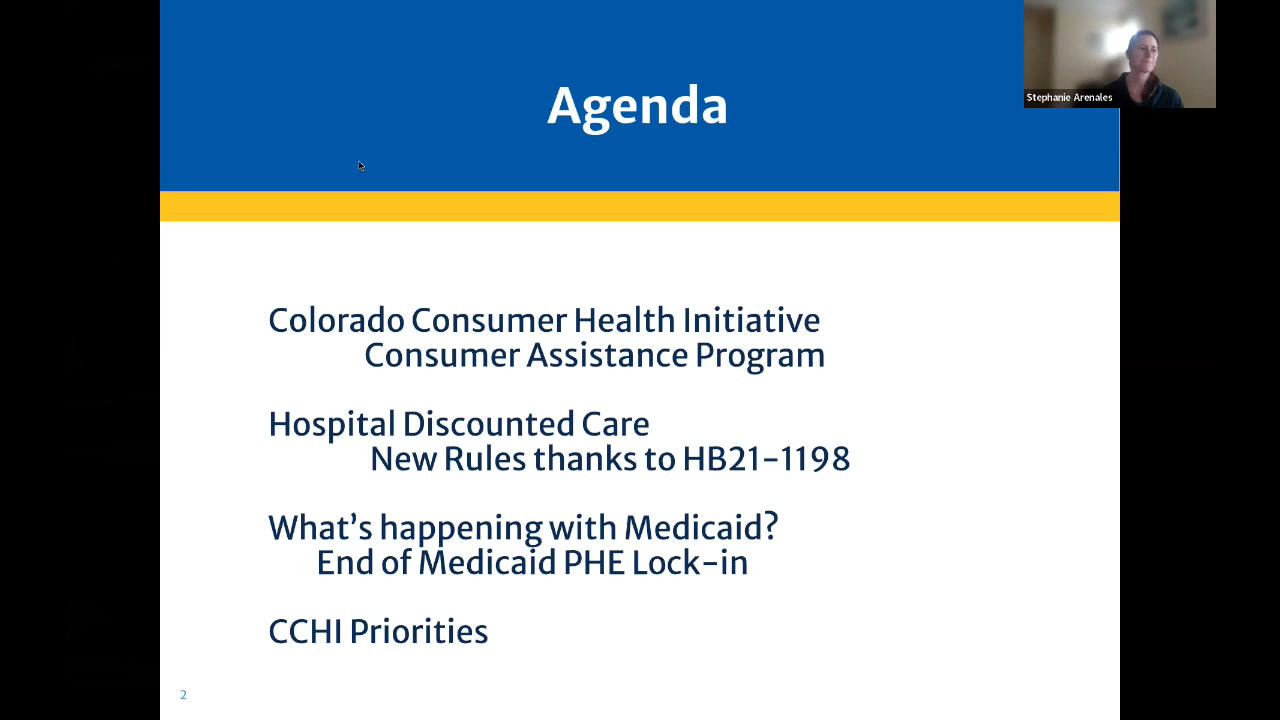 Agenda
Stephanie Arenales
Colorado Consumer Health Initiative
Consumer Assistance Program
Hospital Discounted Care
New Rules thanks to HB21-1198
What's happening with Medicaid?
End of Medicaid PHE Lock-in
CCHI Priorities
2